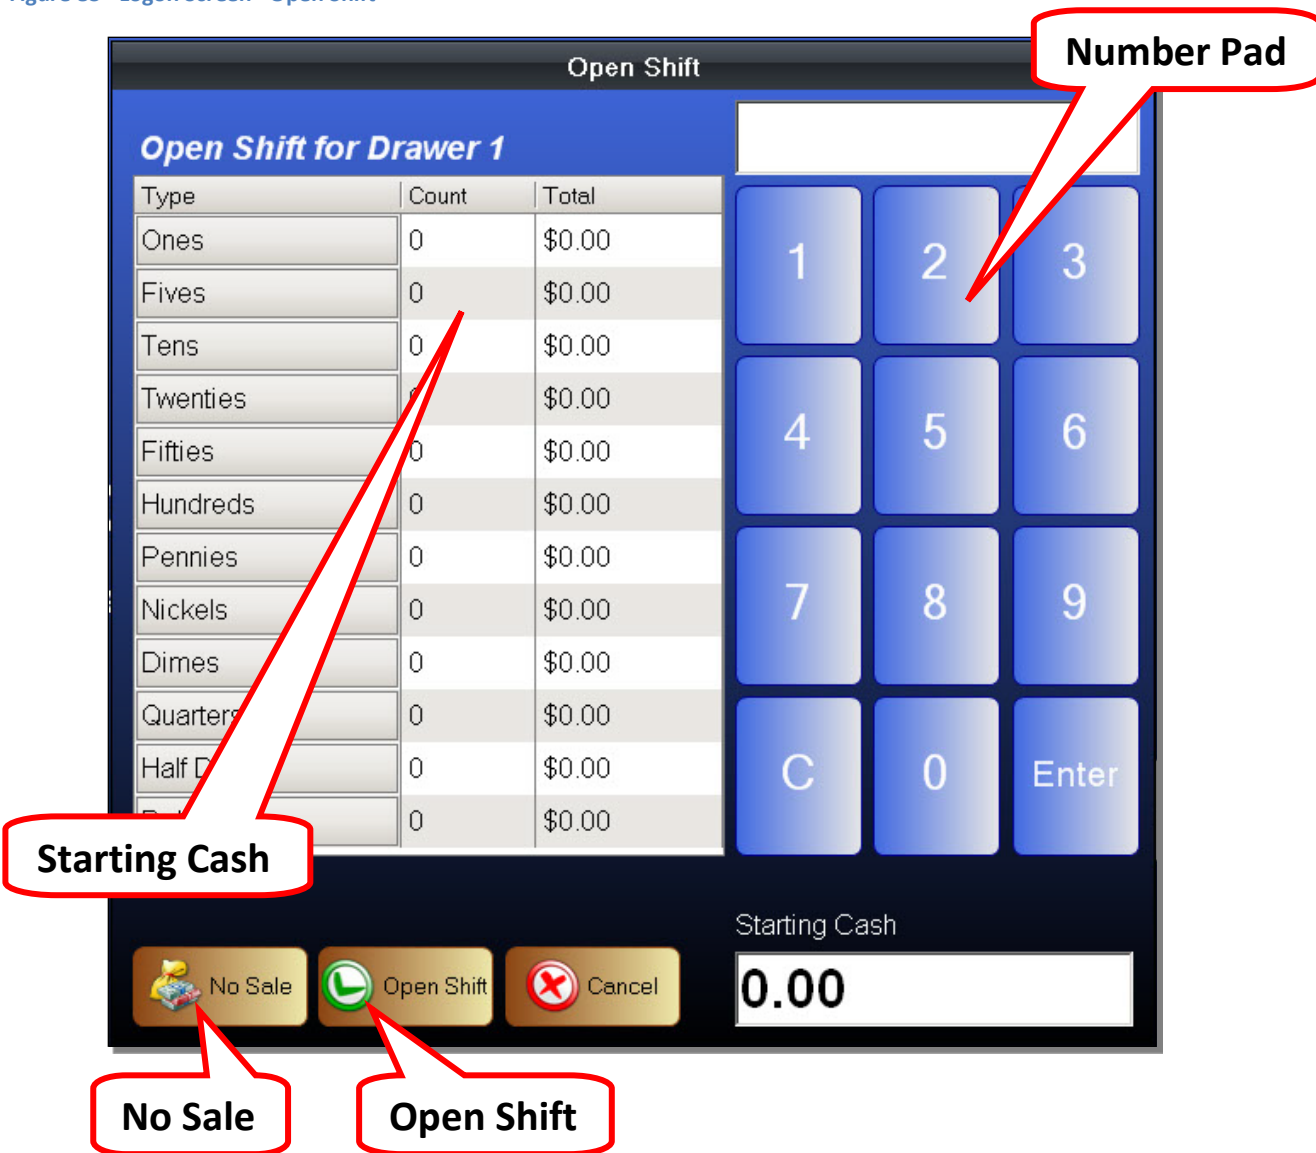 Number Pad
Open Shift
Open Shift for Drawer 1
Type Count Total
Ones 0 $0.00
Fives 0 $0.00
Tens 0 $0.00
Twenties $0.00
Fifties 0 $0.00
Hundreds 0 $0.00
Pennies 0 $0.00
Nickels 0 $0.00
Dimes 0 $0.00
Quarters 0 $0.00
Half 0 $0.00
0 $0.00
1 2 3
4 5 6
7 8 9
C 0 Enter
Starting Cash
Starting Cash
0.00
No Sale Open Shift Cancel
No Sale Open Shift